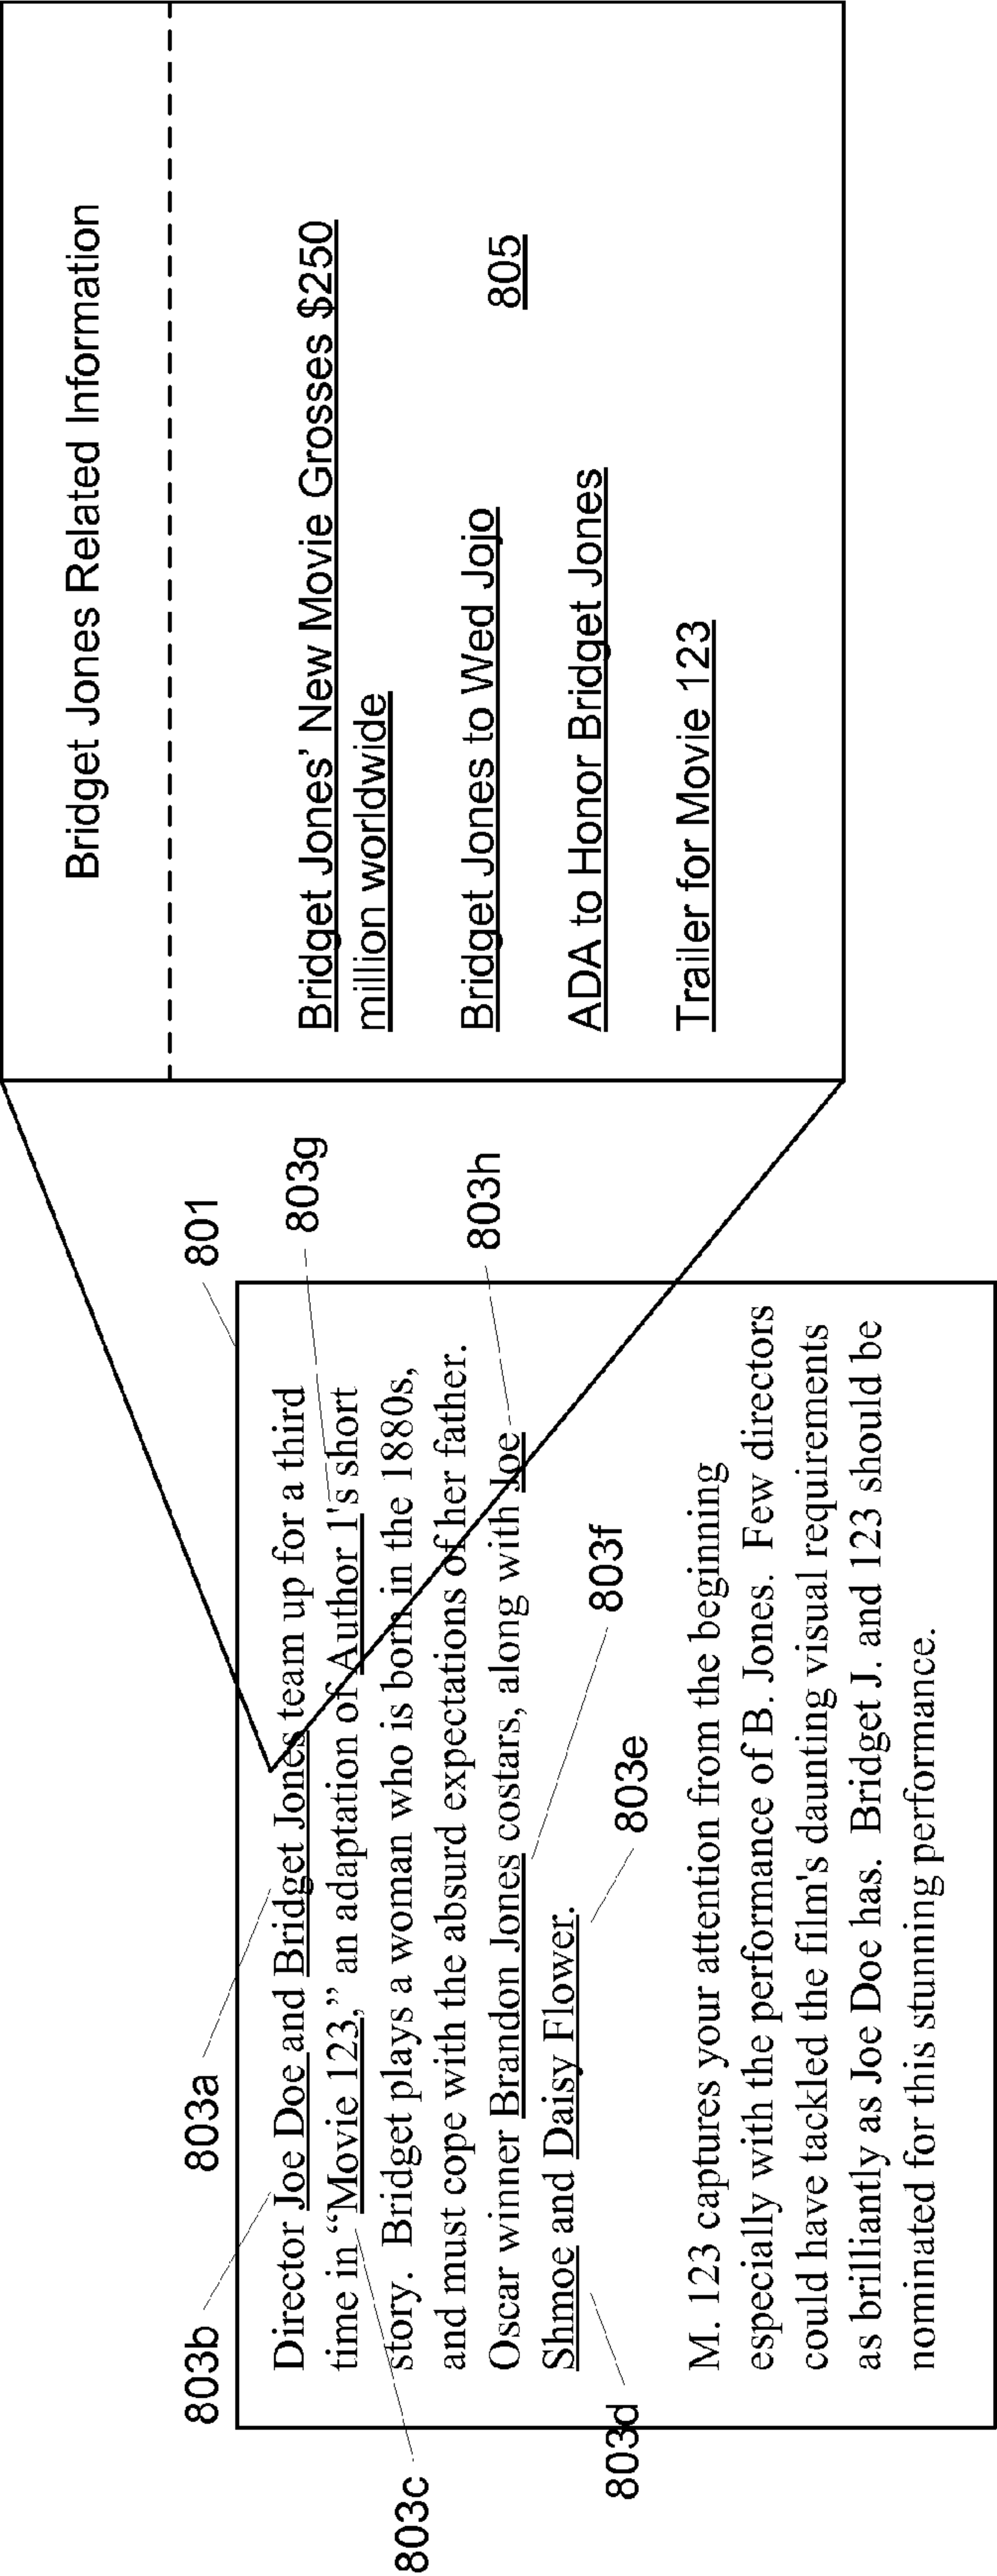 803b
803a
801
803g
803c
803h
803d
803e
803f
Director Joe Doe and Bridget Jones team up for a third
time in “Movie 123,” an adaptation of Author 1's short
story. Bridget plays a woman who is born in the 1880s,
and must cope with the absurd expectations of her father.
Oscar winner Brandon Jones costars, along with Joe
Shmoe and Daisy Flower.
M. 123 captures your attention from the beginning
especially with the performance of B. Jones. Few directors
could have tackled the film's daunting visual requirements
as brilliantly as Joe Doe has. Bridget J. and 123 should be
nominated for this stunning performance.
Bridget Jones Related Information
Bridget Jones’ New Movie Grosses $250
million worldwide
Bridget Jones to Wed Jojo
805
ADA to Honor Bridget Jones
Trailer for Movie 123